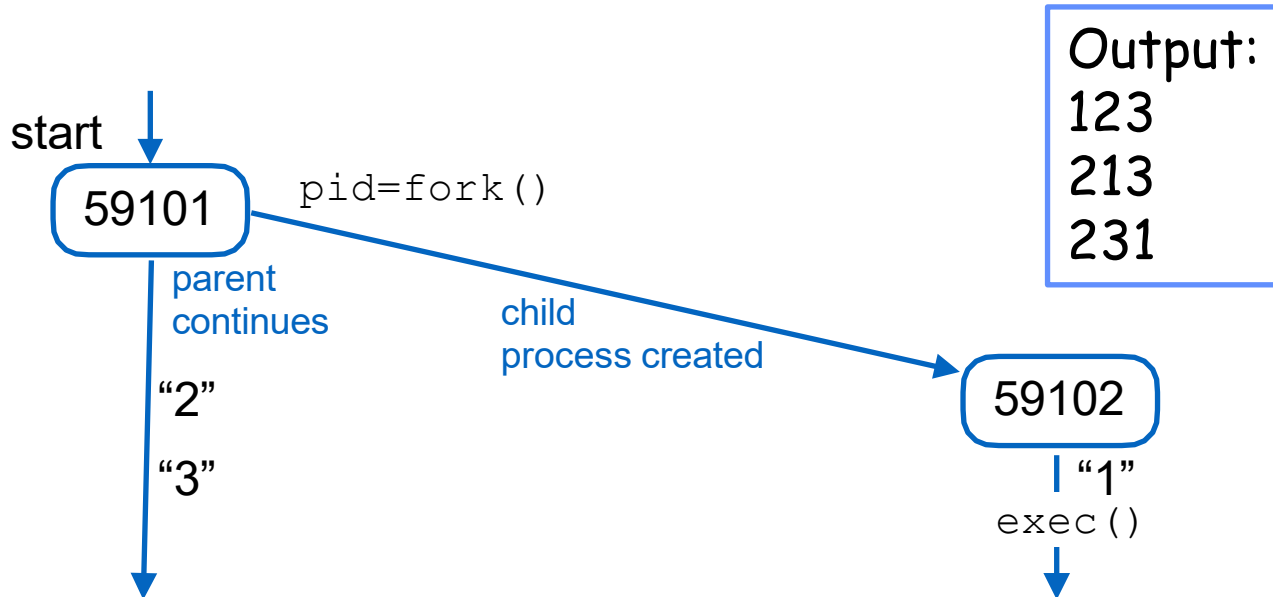 Output:
123
213
231
start
59101
pid=fork()
parent
continues
child
process created
“2”
59102
“3”
“1”
exec()